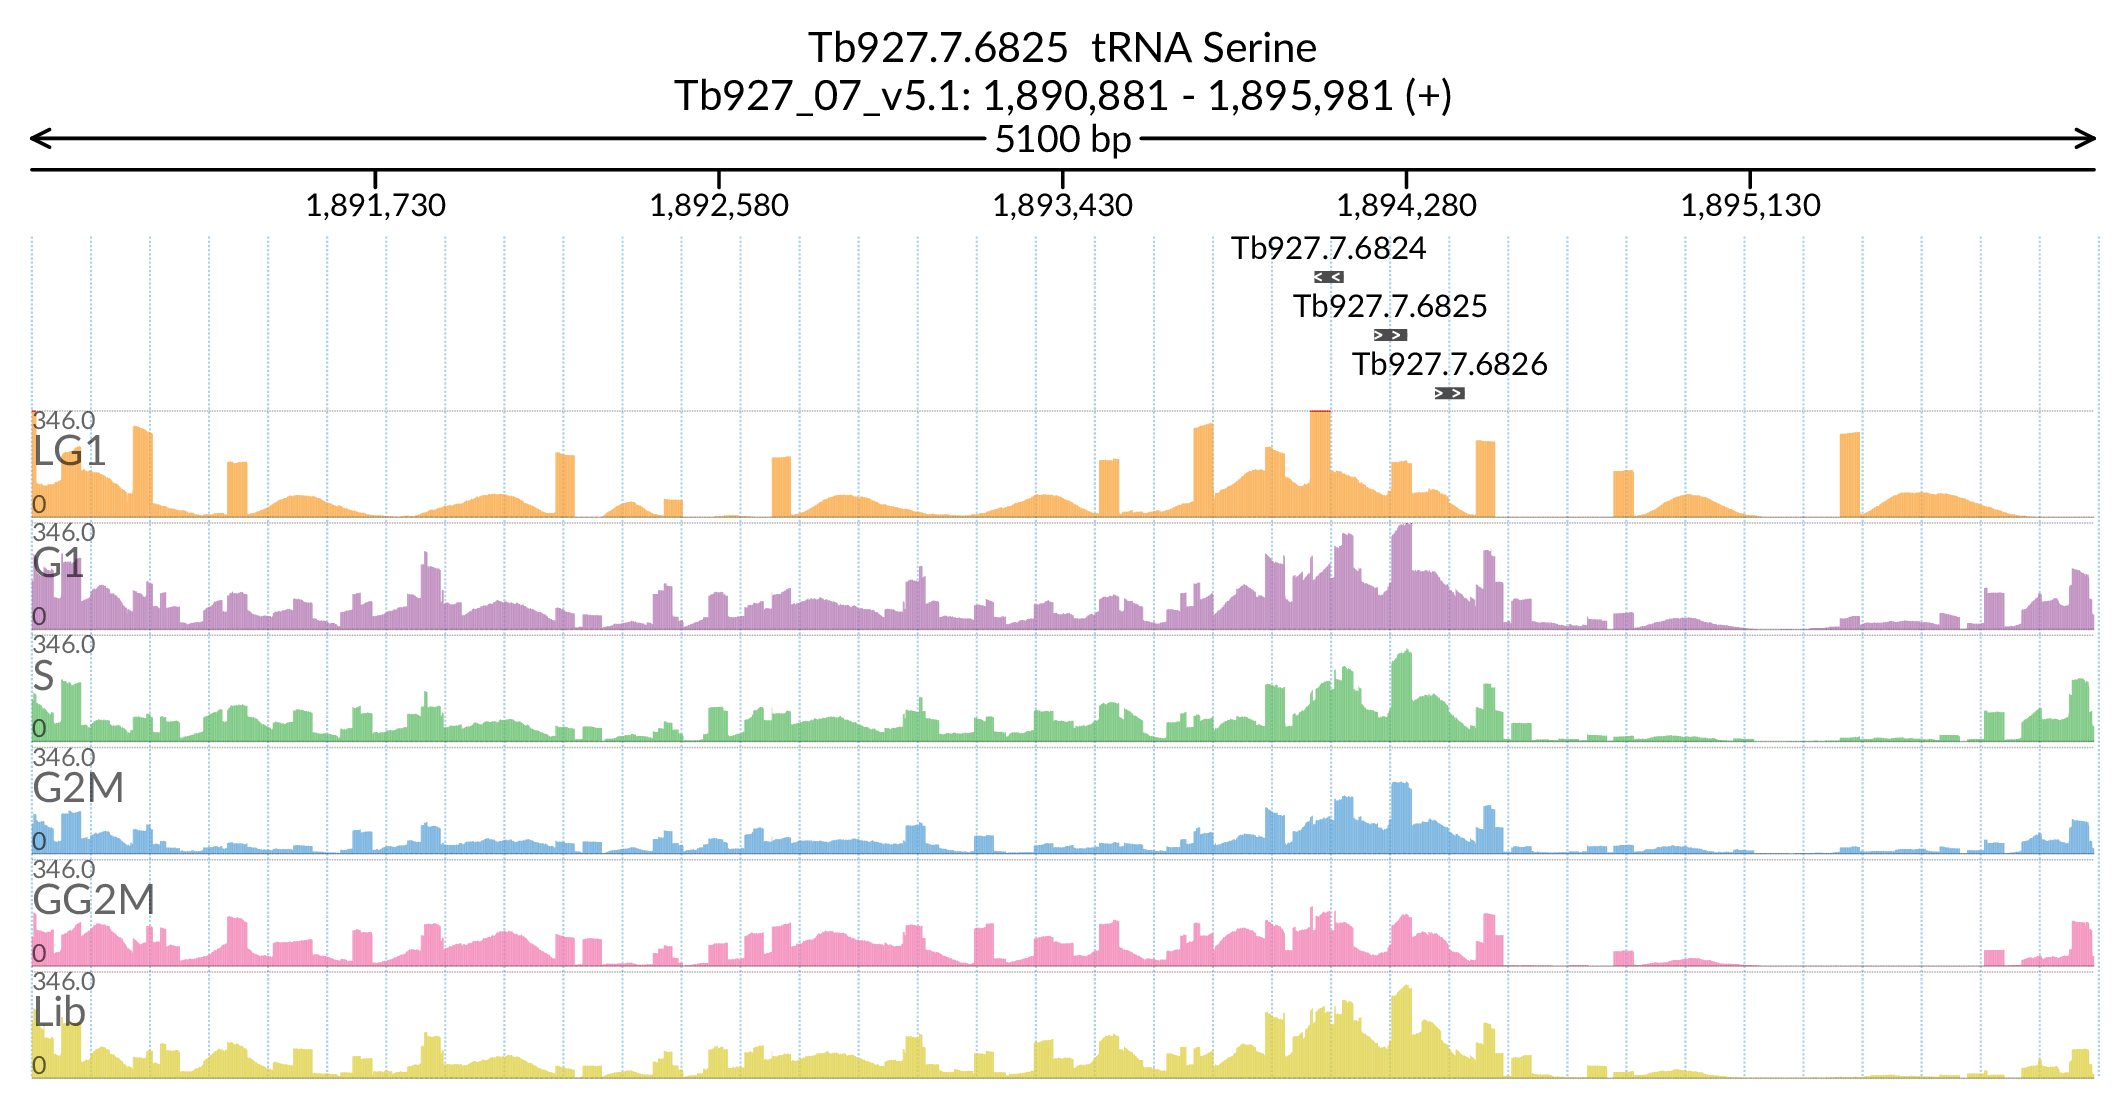 Tb927.7.6825 tRNA Serine
Tb927_07_v5.1: 1,890,881 - 1,895,981 (+)
5100 bp
1,891,730 1,892,580 1,893,430 1,894,280 1,895,130
Tb927.7.6824
Tb927.7.6825
Tb927.7.6826
346.0
LG1
0
346.0
G1
0
346.0
S
0
346.0
G2M
0
346.0
GG2M
0
346.0
Lib
0